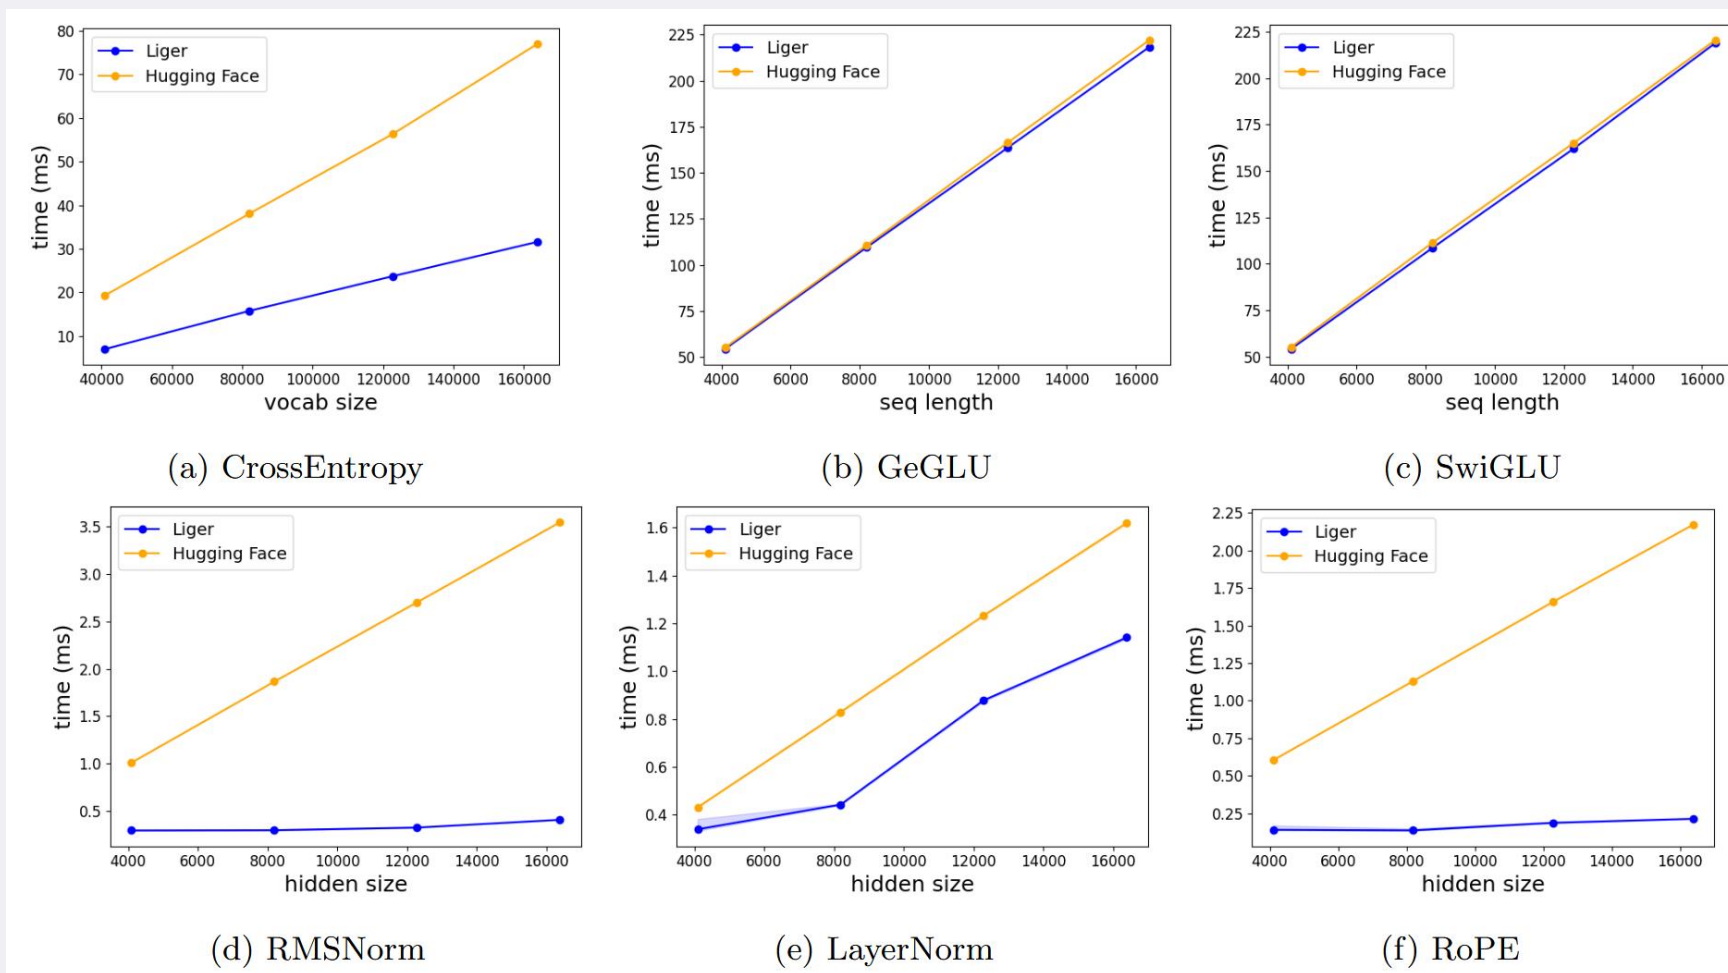 80
70
60
50
40
30
20
10
time (ms)
Liger
Hugging Face
40000 60000 80000 100000 120000 140000 160000
vocab size
(a) CrossEntropy
225
200
175
150
125
100
75
50
time (ms)
Liger
Hugging Face
4000 6000 8000 10000 12000 14000 16000
seq length
(b) GeGLU
225
200
175
150
125
100
75
50
time (ms)
Liger
Hugging Face
4000 6000 8000 10000 12000 14000 16000
seq length
(c) SwiGLU
3.5
3.0
2.5
2.0
1.5
1.0
0.5
time (ms)
Liger
Hugging Face
4000 6000 8000 10000 12000 14000 16000
hidden size
(d) RMSNorm
1.6
1.4
1.2
1.0
0.8
0.6
0.4
time (ms)
Liger
Hugging Face
4000 6000 8000 10000 12000 14000 16000
hidden size
(e) LayerNorm
2.25
2.00
1.75
1.50
1.25
1.00
0.75
0.50
0.25
time (ms)
Liger
Hugging Face
4000 6000 8000 10000 12000 14000 16000
hidden size
(f) RoPE